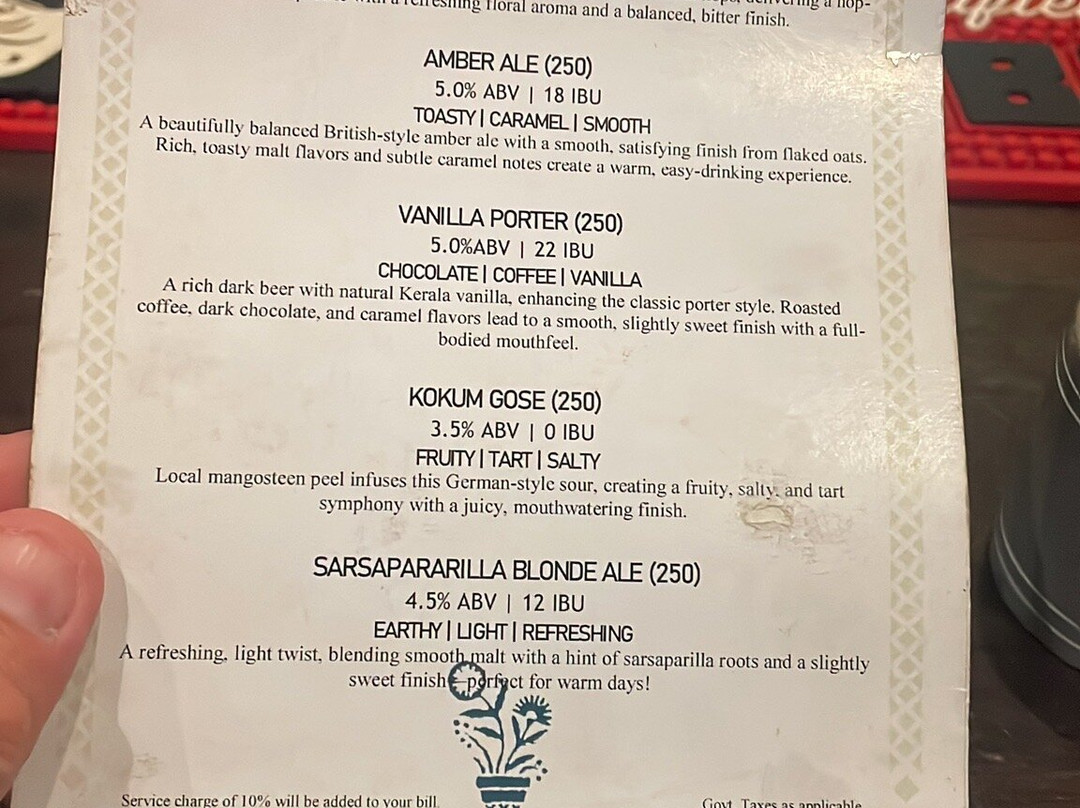 refreshing floral aroma and a balanced, bitter finish.
AMBER ALE (250)
5.0% ABV | 18 IBU
TOASTY | CARAMEL | SMOOTH
A beautifully balanced British-style amber ale with a smooth, satisfying finish from flaked oats.
Rich, toasty malt flavors and subtle caramel notes create a warm, easy-drinking experience.
VANILLA PORTER (250)
5.0%ABV | 22 IBU
CHOCOLATE | COFFEE | VANILLA
A rich dark beer with natural Kerala vanilla, enhancing the classic porter style. Roasted
coffee, dark chocolate, and caramel flavors lead to a smooth, slightly sweet finish with a full-
bodied mouthfeel.
KOKUM GOSE (250)
3.5% ABV | 0 IBU
FRUITY | TART | SALTY
Local mangosteen peel infuses this German-style sour, creating a fruity, salty, and tart
symphony with a juicy, mouthwatering finish.
SARSAPARARILLA BLONDE ALE (250)
4.5% ABV | 12 IBU
EARTHY | LIGHT | REFRESHING
A refreshing, light twist, blending smooth malt with a hint of sarsaparilla roots and a slightly
sweet finish—perfect for warm days!
Service charge of 10% will be added to your bill.
Govt. Taxes as applicable